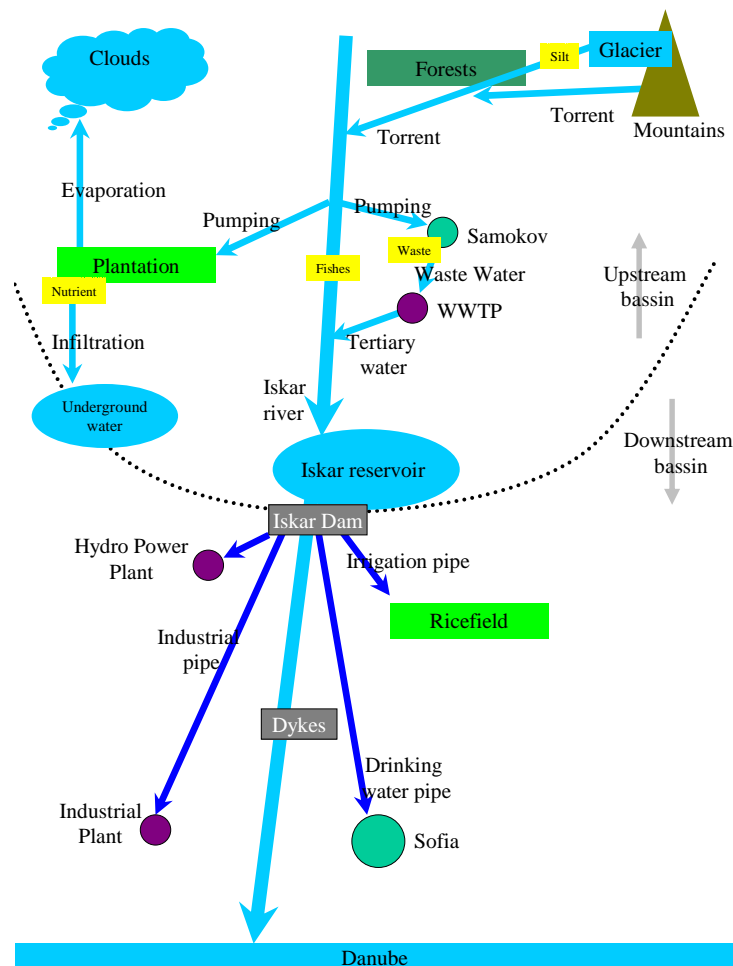 Clouds
Forests
Silt
Glacier
Torrent
Torrent
Mountains
Evaporation
Pumping
Pumping
Samokov
Waste
Plantation
Fishes
Waste Water
Upstream
bassin
Nutrient
WWTP
Infiltration
Tertiary
water
Iskar
river
Underground
water
Downstream
bassin
Iskar reservoir
Iskar Dam
Hydro Power
Plant
Irrigation pipe
Ricefield
Industrial
pipe
Dykes
Drinking
water pipe
Industrial
Plant
Sofia
Danube